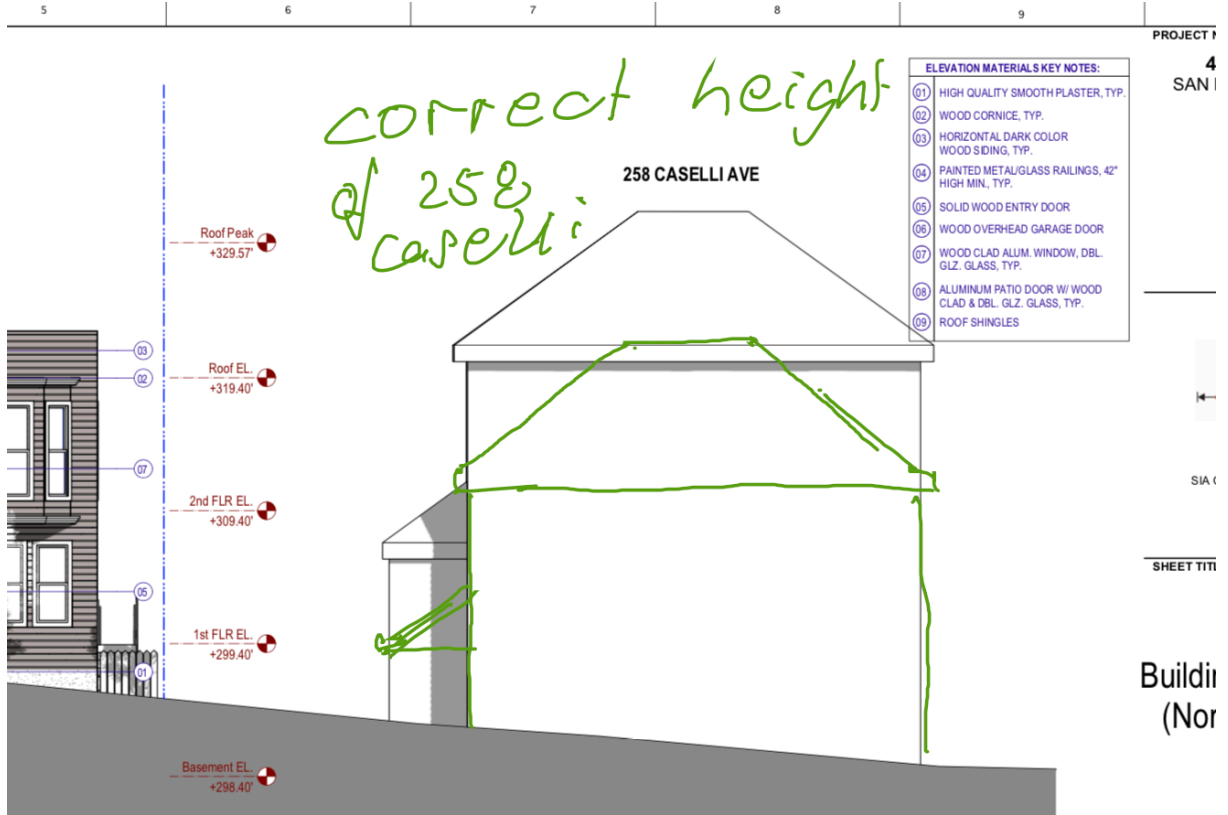 5 6 7 8 9
PROJECT N
4
SAN
correct height
of 258
caselli
258 CASELLI AVE
ELEVATION MATERIALS KEY NOTES:
01 HIGH QUALITY SMOOTH PLASTER, TYP.
02 WOOD CORNICE, TYP.
03 HORIZONTAL DARK COLOR
WOOD SIDING, TYP.
04 PAINTED METAL/GLASS RAILINGS, 42"
HIGH MIN., TYP.
05 SOLID WOOD ENTRY DOOR
06 WOOD OVERHEAD GARAGE DOOR
07 WOOD CLAD ALUM. WINDOW, DBL.
GLZ. GLASS, TYP.
08 ALUMINUM PATIO DOOR W/ WOOD
CLAD & DBL. GLZ. GLASS, TYP.
09 ROOF SHINGLES
Roof Peak
+329.57'
03
Roof EL.
02
+319.40'
07
2nd FLR EL.
+309.40'
05
1st FLR EL.
+299.40'
01
Basement EL.
+298.40'
SIA
SHEET TITL
Buildin
(Nor